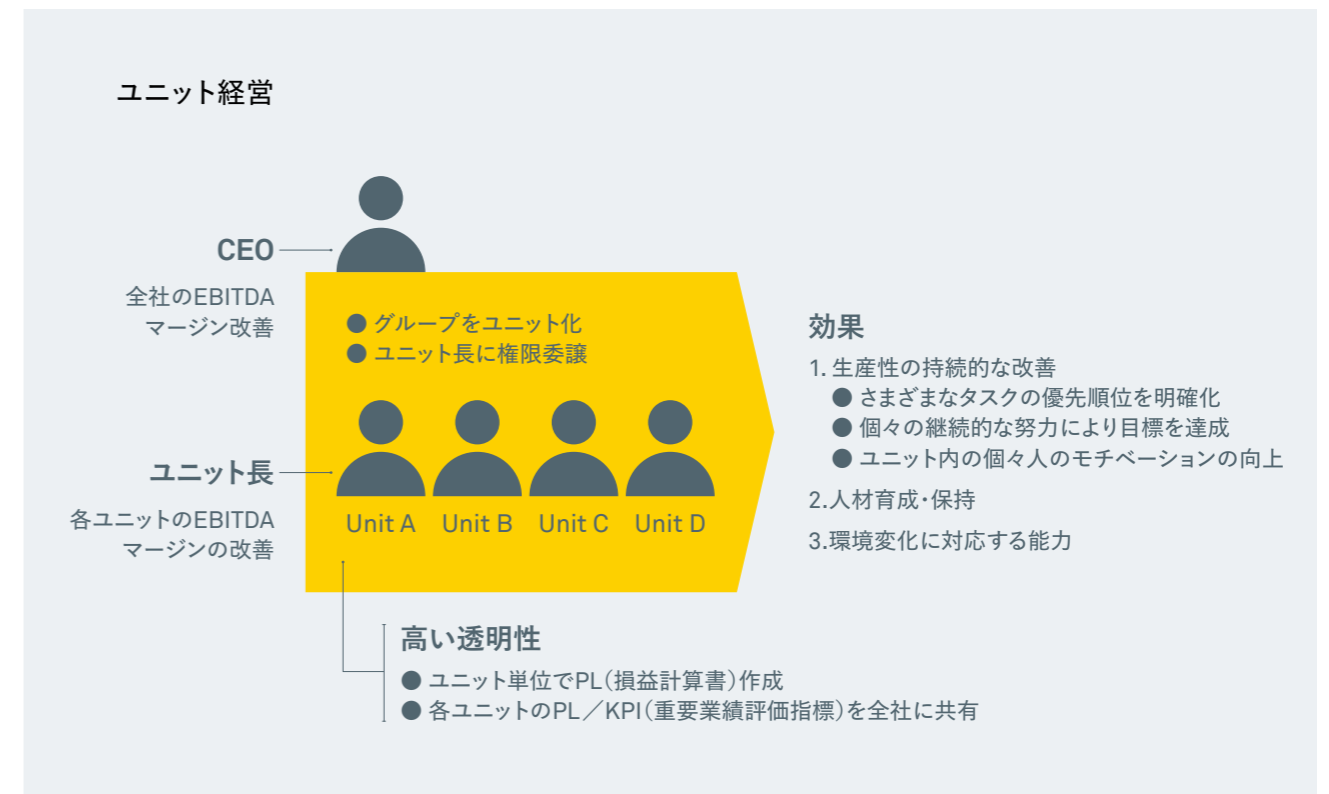 ユニット経営
CEO
全社のEBITDA
マージン改善
● グループをユニット化
● ユニット長に権限委譲
ユニット長
各ユニットのEBITDA
マージンの改善
Unit A Unit B Unit C Unit D
高い透明性
● ユニット単位でPL(損益計算書)作成
● 各ユニットのPL/KPI(重要業績評価指標)を全社に共有
効果
1. 生産性の持続的な改善
● さまざまなタスクの優先順位を明確化
● 個々の継続的な努力により目標を達成
● ユニット内の個々人のモチベーションの向上
2.人材育成・保持
3.環境変化に対応する能力